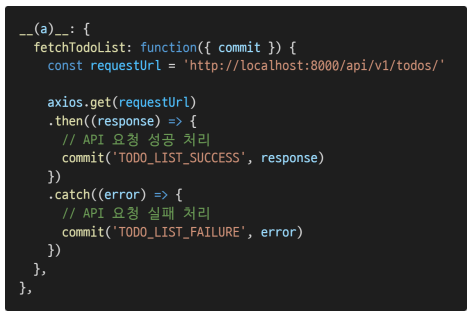 __(a)__: {
  fetchTodoList: function({ commit }) {
    const requestUrl = 'http://localhost:8000/api/v1/todos/'

    axios.get(requestUrl)
    .then((response) => {
      // API 요청 성공 처리
      commit('TODO_LIST_SUCCESS', response)
    })
    .catch((error) => {
      // API 요청 실패 처리
      commit('TODO_LIST_FAILURE', error)
    })
  },
},